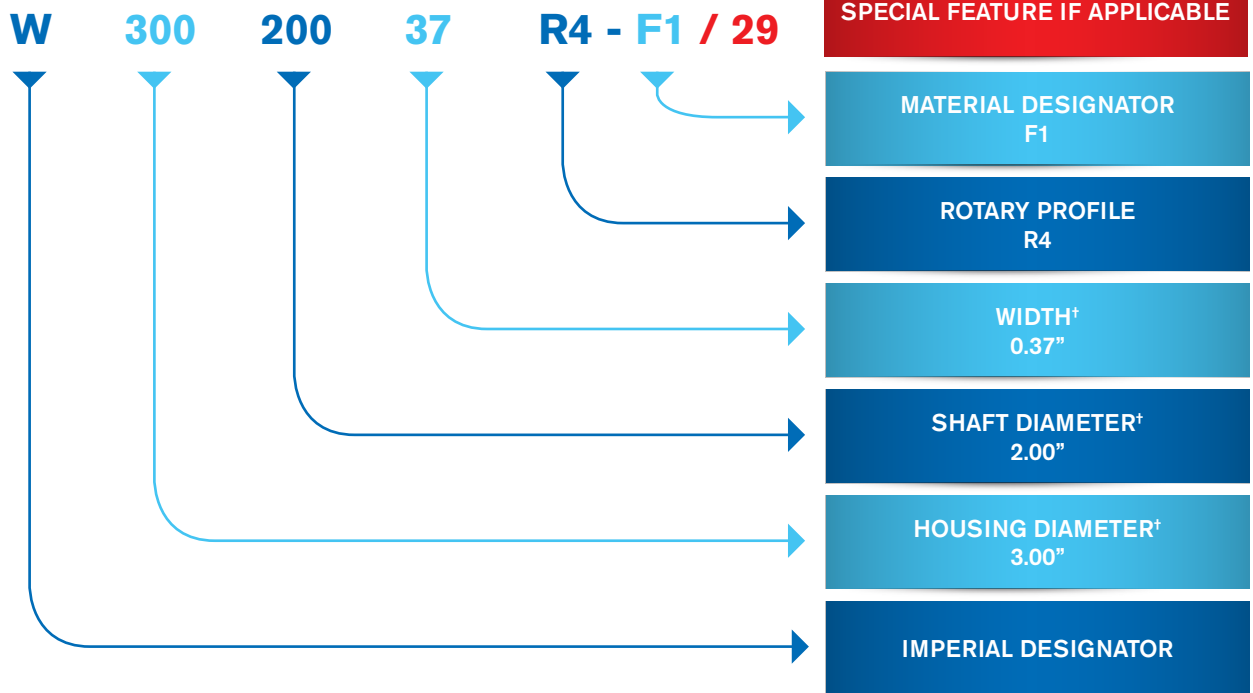 W 300 200 37 R4 - F1 / 29
SPECIAL FEATURE IF APPLICABLE
MATERIAL DESIGNATOR
F1
ROTARY PROFILE
R4
WIDTH†
0.37”
SHAFT DIAMETER†
2.00”
HOUSING DIAMETER†
3.00”
IMPERIAL DESIGNATOR